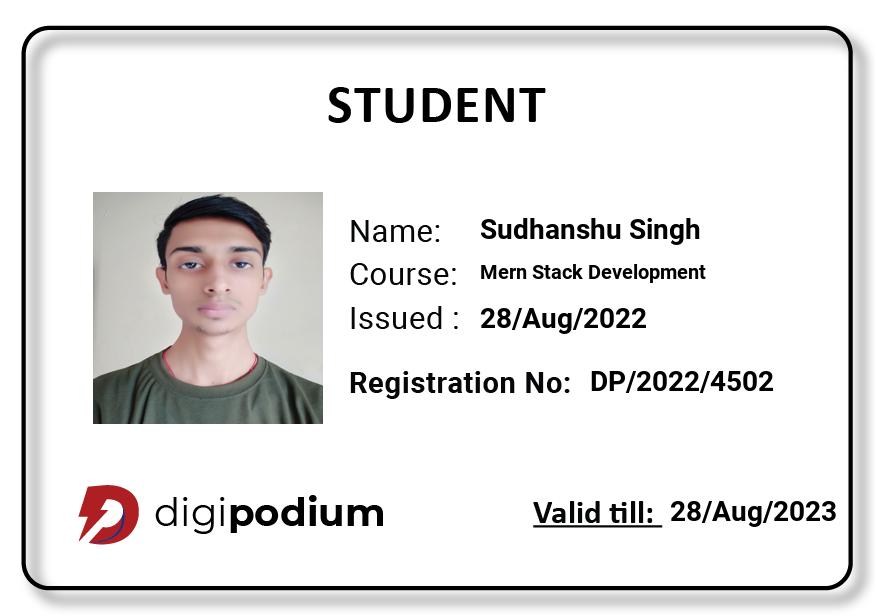 STUDENT
Name: Sudhanshu Singh
Course: Mern Stack Development
Issued : 28/Aug/2022
Registration No: DP/2022/4502
digipodium
Valid till: 28/Aug/2023